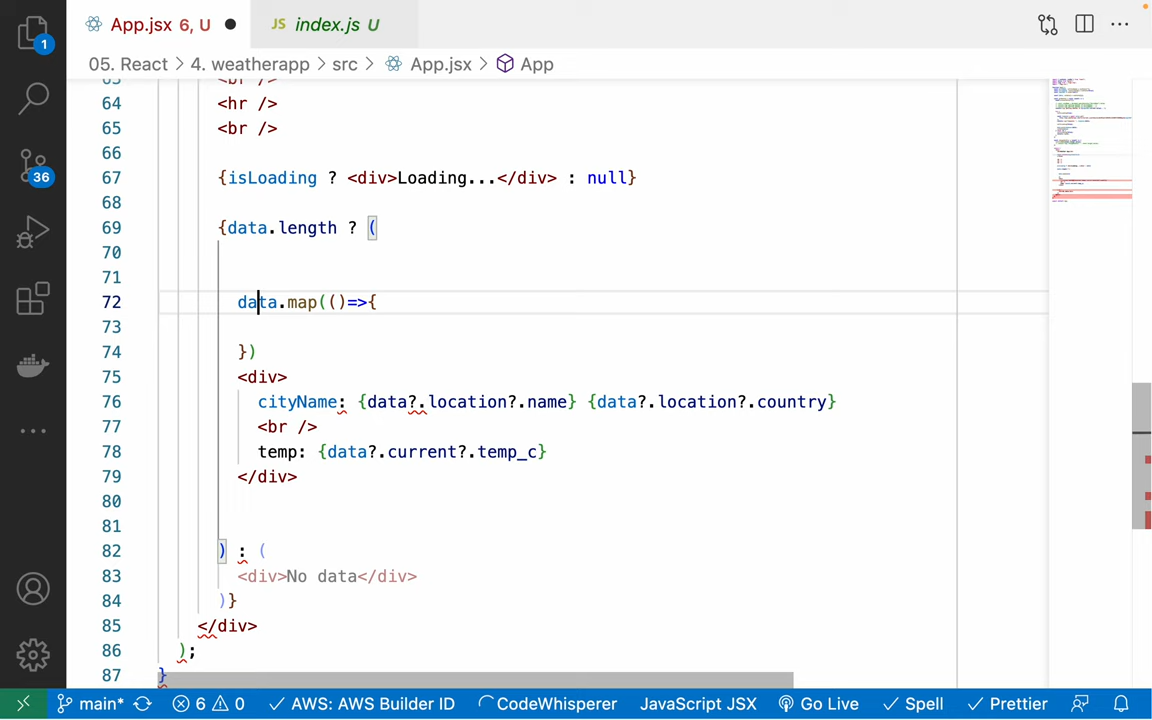 App.jsx 6, U ●
JS index.js U
05. React > 4. weatherapp > src > App.jsx > App
1
36
63 <br />
64 <hr />
65 <br />
66
67 {isLoading ? <div>Loading...</div> : null}
68
69 {data.length ? (
70
71
72 data.map(()=>{
73
74 })
75 <div>
76 cityName: {data?.location?.name} {data?.location?.country}
77 <br />
78 temp: {data?.current?.temp_c}
79 </div>
80
81
82 ) : (
83 <div>No data</div>
84 )}
85 </div>
86 );
87 }
main* 6 0 AWS: AWS Builder ID CodeWhisperer JavaScript JSX Go Live Spell Prettier